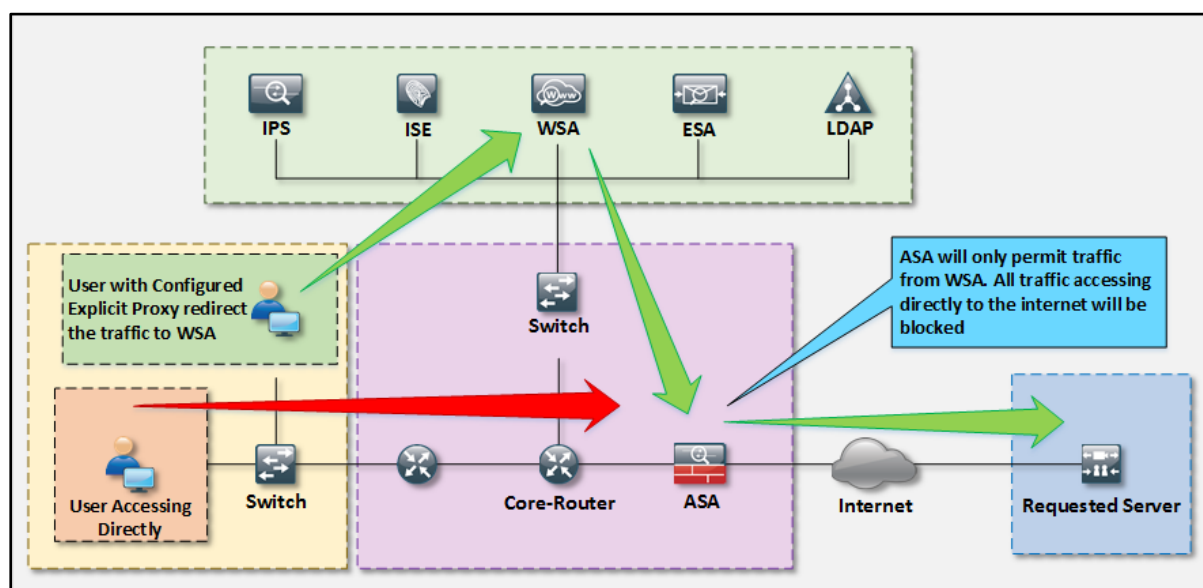 IPS
ISE
WSA
ESA
LDAP
User with Configured
Explicit Proxy redirect
the traffic to WSA
Switch
ASA will only permit traffic
from WSA. All traffic accessing
directly to the internet will be
blocked
User Accessing
Directly
Switch
Core-Router
ASA
Internet
Requested Server